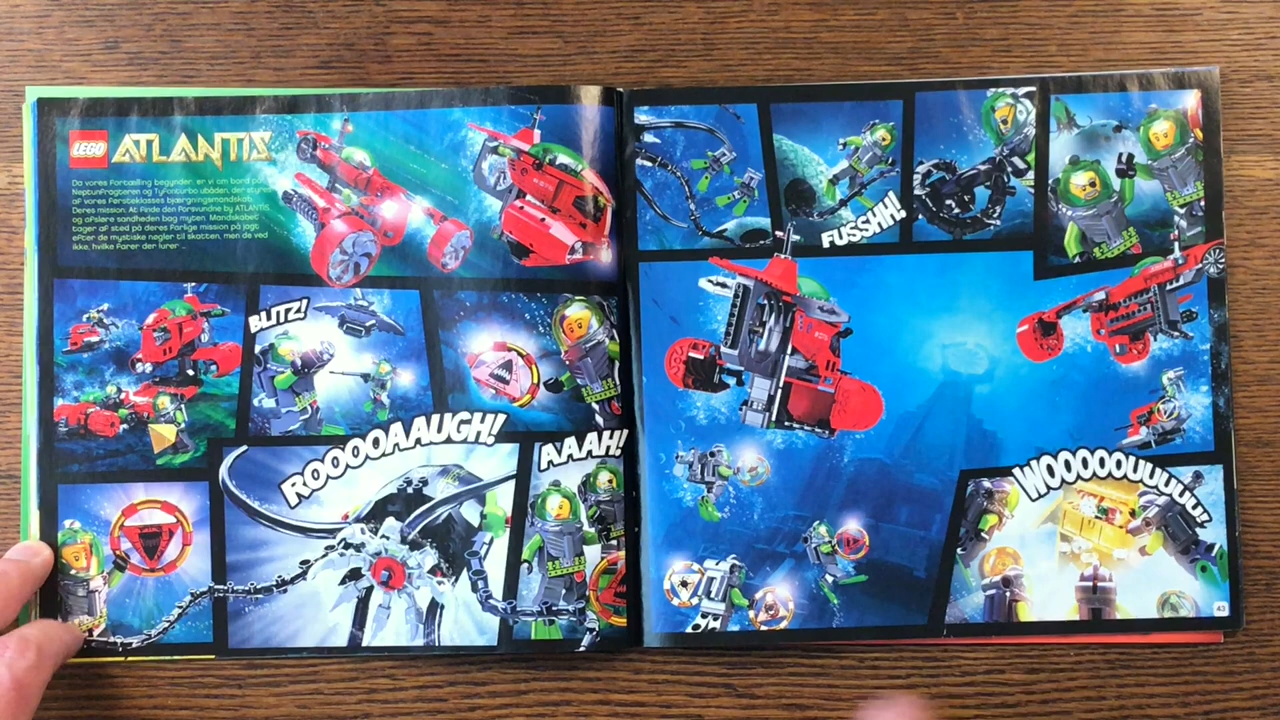 LEGO
ATLANTIS
Da vores fortælling begynder, er vi om bord på
Neptunfragteren og Tyfonturbo ubåden, der styres
af vores førsteklasses bjærgningsmandskab.
Deres mission: At finde den forsvundne by ATLANTIS
og afsløre sandheden bag myten. Mandskabet
tager af sted på deres farlige mission på jagt
efter de mystiske nøgler til skatten, men de ved
ikke, hvilke farer der lurer ...
BLITZ!
ROOOOAAUGH!
AAAH!
FUSSHH!
WOOOOOUUUU!
43